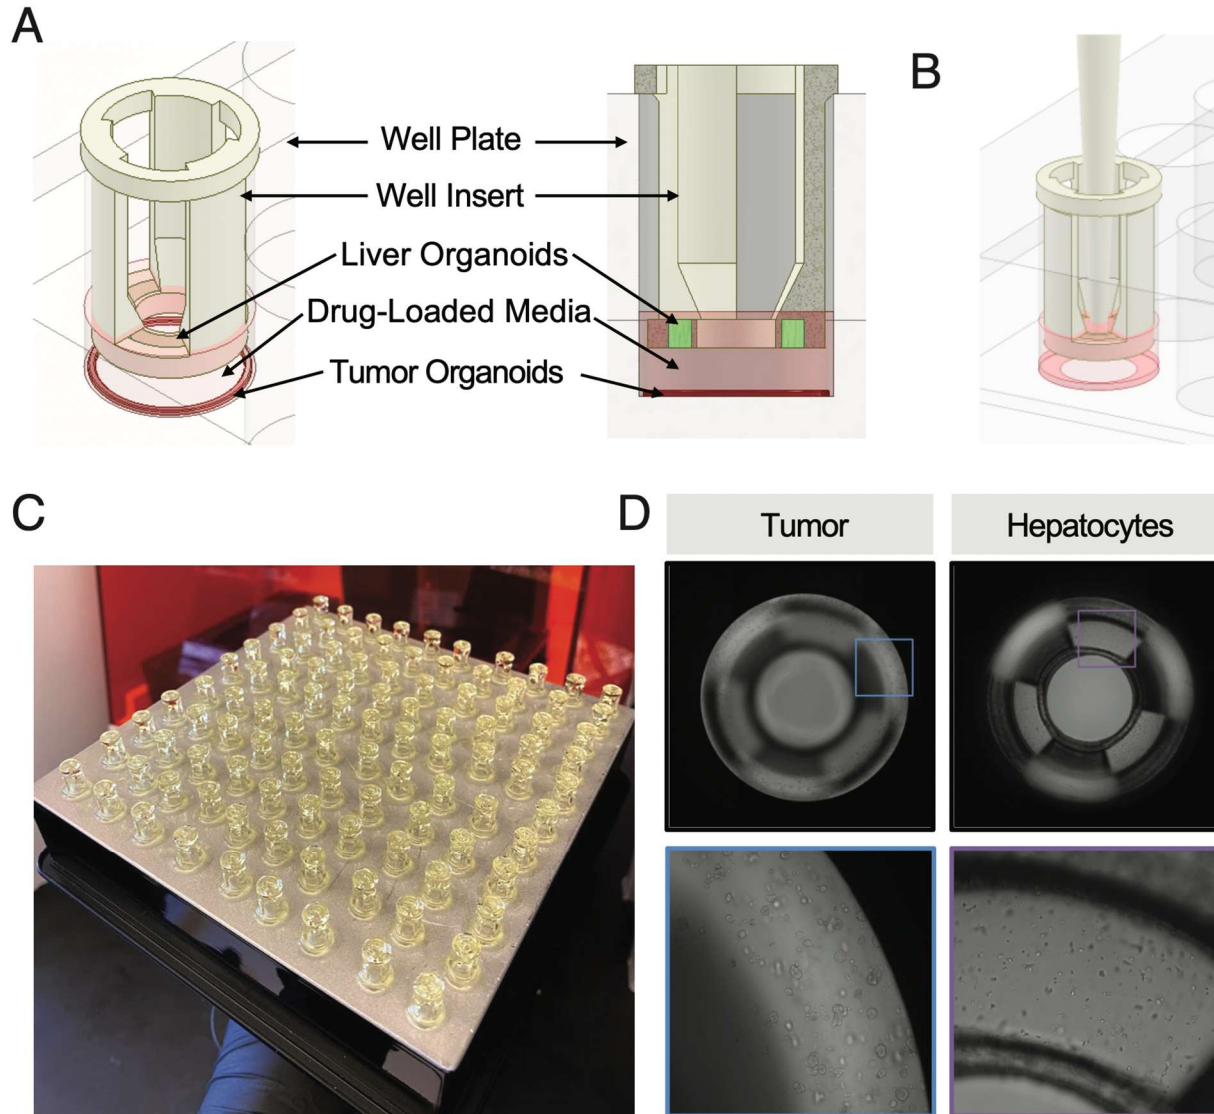 A
B
Well Plate
Well Insert
Liver Organoids
Drug-Loaded Media
Tumor Organoids
C
D
Tumor
Hepatocytes